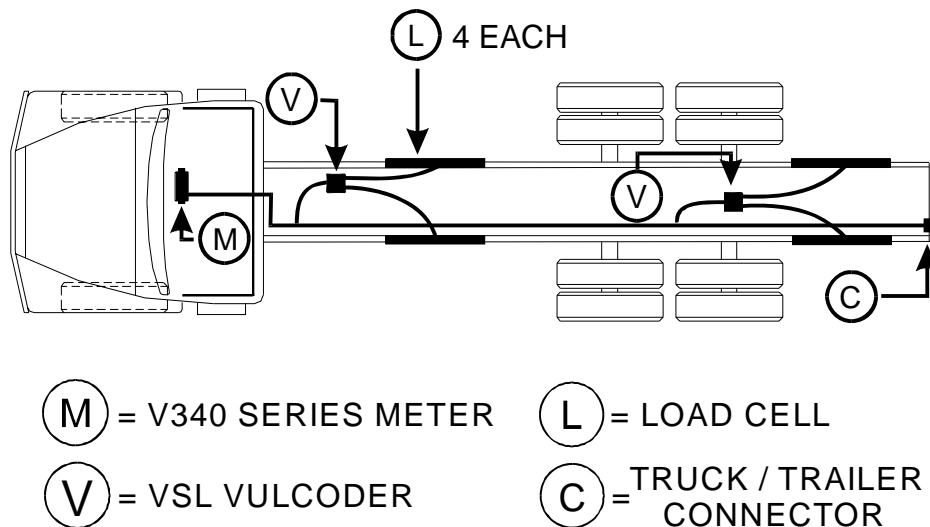 L 4 EACH
V
V
M
C
M = V340 SERIES METER
L = LOAD CELL
V = VSL VULCODER
C = TRUCK / TRAILER
CONNECTOR